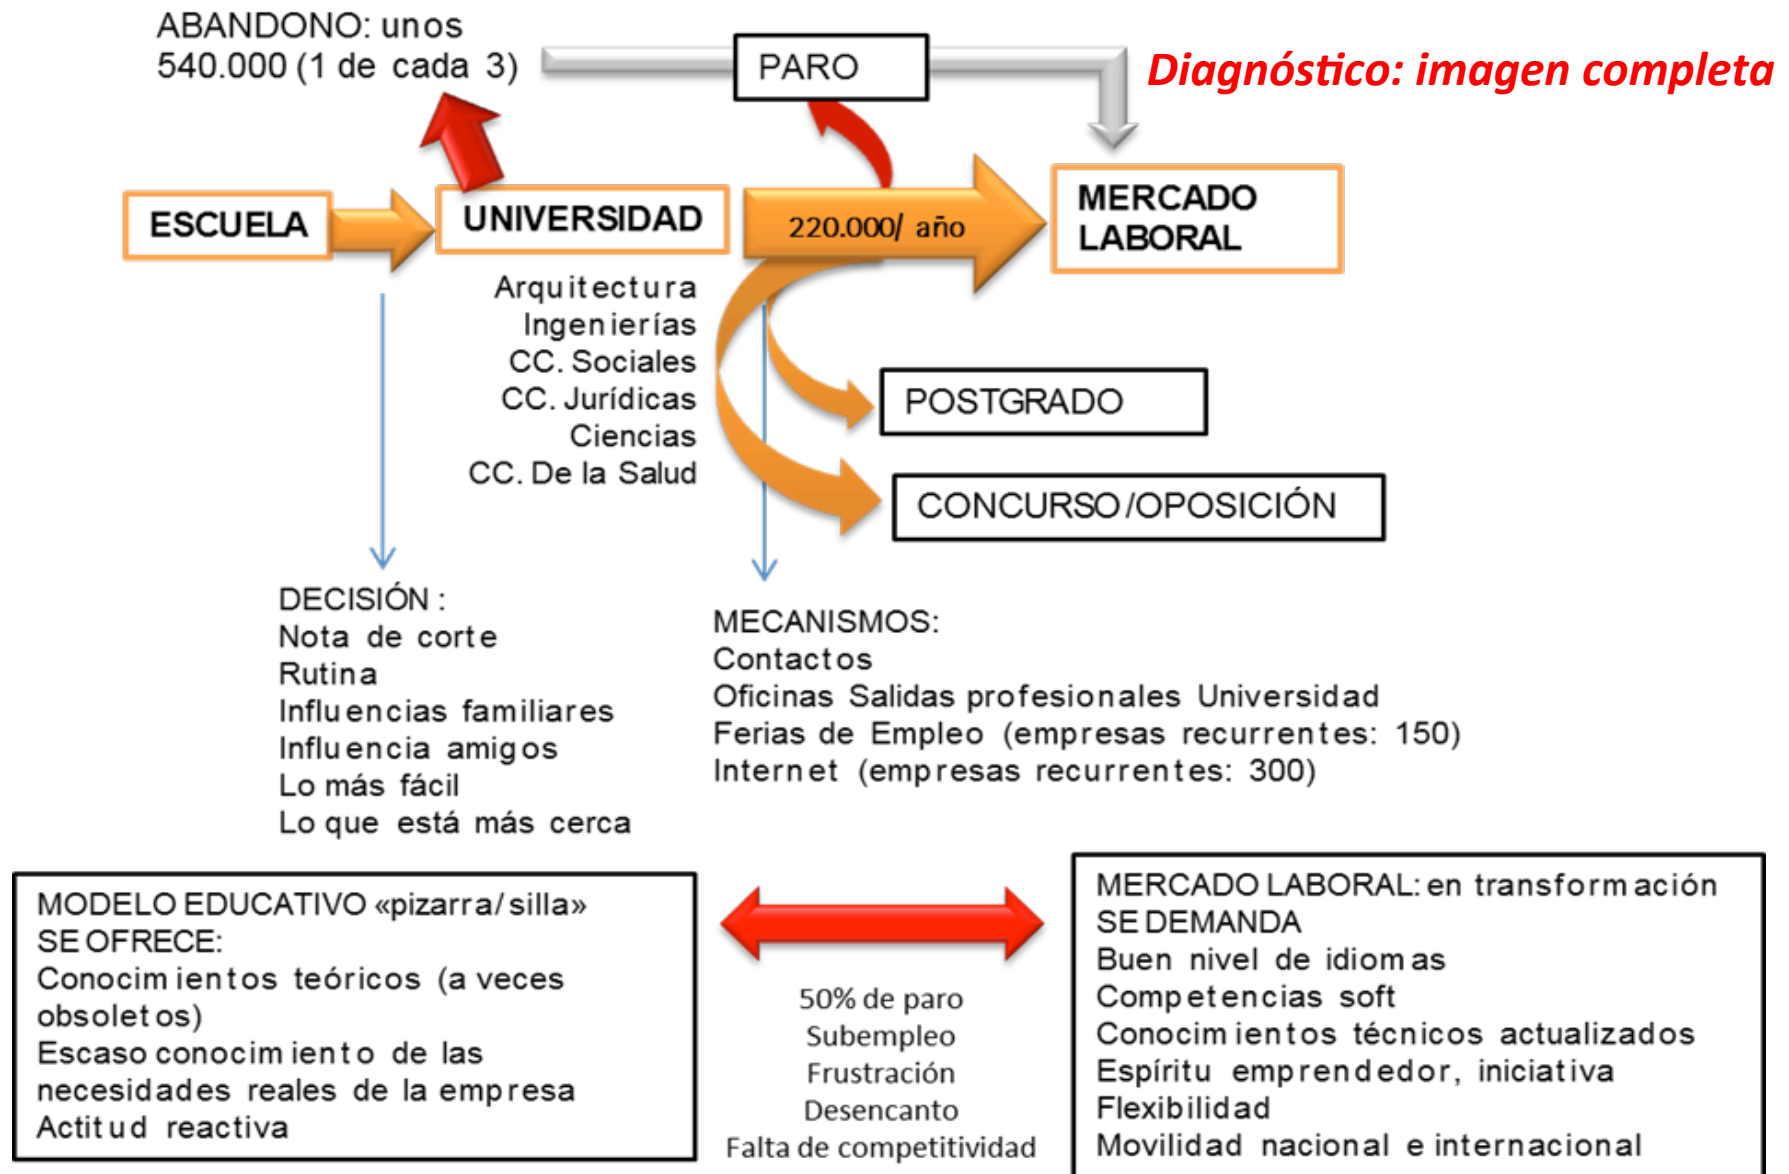 ABANDONO: unos
540.000 (1 de cada 3)
PARO
Diagnóstico: imagen completa
ESCUELA
UNIVERSIDAD
220.000/ año
MERCADO
LABORAL
Arquitectura
Ingenierías
CC. Sociales
CC. Jurídicas
Ciencias
CC. De la Salud
POSTGRADO
CONCURSO/OPOSICIÓN
DECISIÓN :
Nota de corte
Rutina
Influencias familiares
Influencia amigos
Lo más fácil
Lo que está más cerca
MECANISMOS:
Contactos
Oficinas Salidas profesionales Universidad
Ferias de Empleo (empresas recurrentes: 150)
Internet (empresas recurrentes: 300)
MODELO EDUCATIVO «pizarra/silla»
SE OFRECE:
Conocimientos teóricos (a veces
obsoletos)
Escaso conocimiento de las
necesidades reales de la empresa
Actitud reactiva
50% de paro
Subempleo
Frustración
Desencanto
Falta de competitividad
MERCADO LABORAL: en transformación
SE DEMANDA
Buen nivel de idiomas
Competencias soft
Conocimientos técnicos actualizados
Espíritu emprendedor, iniciativa
Flexibilidad
Movilidad nacional e internacional